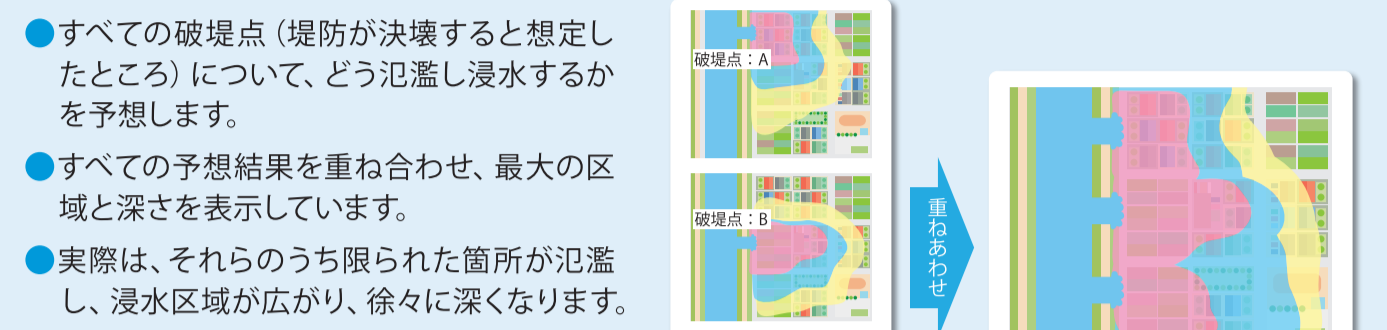 ●すべての破堤点（堤防が決壊すると想定し
たところ）について、どう氾濫し浸水するか
を予想します。
●すべての予想結果を重ね合わせ、最大の区
域と深さを表示しています。
●実際は、それらのうち限られた箇所が氾濫
し、浸水区域が広がり、徐々に深くなります。
破堤点：A
破堤点：B
重ねあわせ